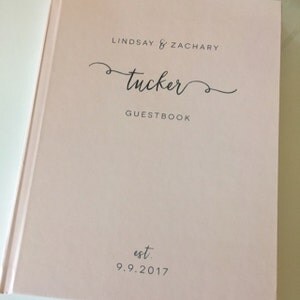 LINDSAY & ZACHARY
tucker
GUESTBOOK
est.
9.9.2017